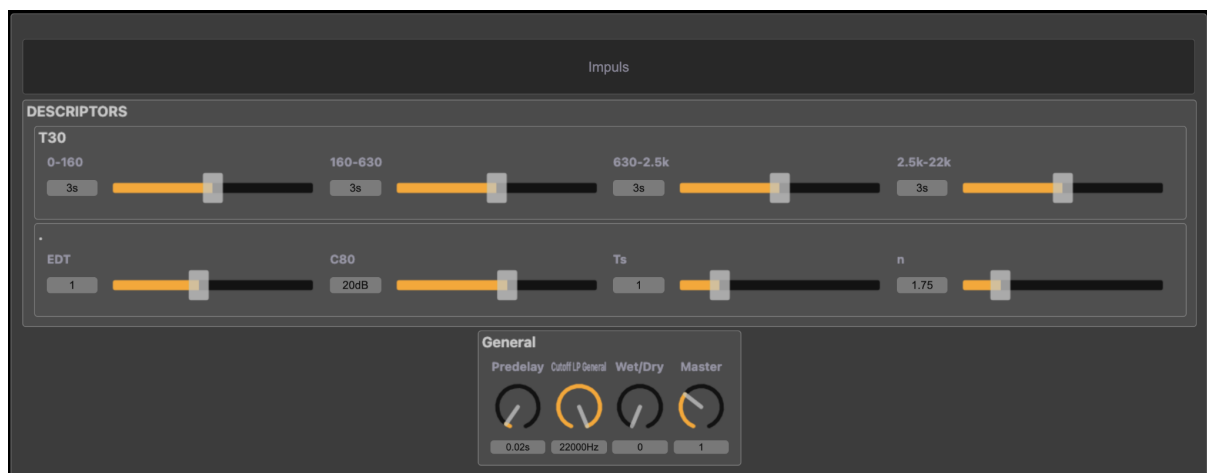 Impuls
DESCRIPTORS
T30
0-160 160-630 630-2.5k 2.5k-22k
3s 3s 3s 3s
.
EDT C80 Ts n
1 20dB 1 1.75
General
Predelay Cutoff LP General Wet/Dry Master
0.02s 22000Hz 0 1